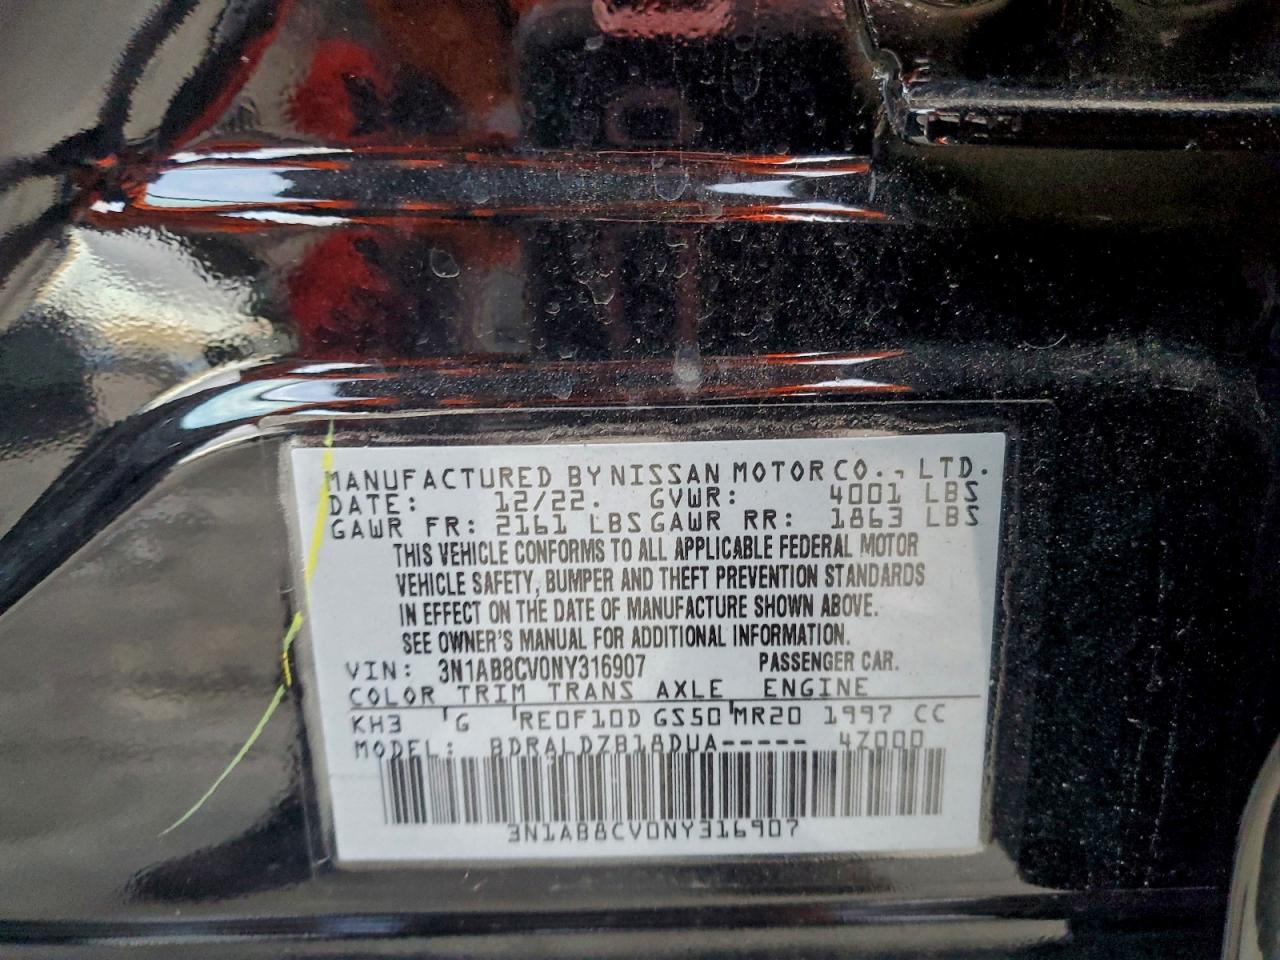 MANUFACTURED BY NISSAN MOTOR CO., LTD.
DATE: 12/22. GVWR: 4001 LBS
GAWR FR: 2161 LBS GAWR RR: 1863 LBS
THIS VEHICLE CONFORMS TO ALL APPLICABLE FEDERAL MOTOR
VEHICLE SAFETY, BUMPER AND THEFT PREVENTION STANDARDS
IN EFFECT ON THE DATE OF MANUFACTURE SHOWN ABOVE.
SEE OWNER'S MANUAL FOR ADDITIONAL INFORMATION.
VIN: 3N1AB8CV0NY316907 PASSENGER CAR.
COLOR TRIM TRANS AXLE ENGINE
KH3 G RE0F10D GS50 MR20 1997 CC
MODEL: BDRALDZB18DUA----- 4Z000
3N1AB8CV0NY316907